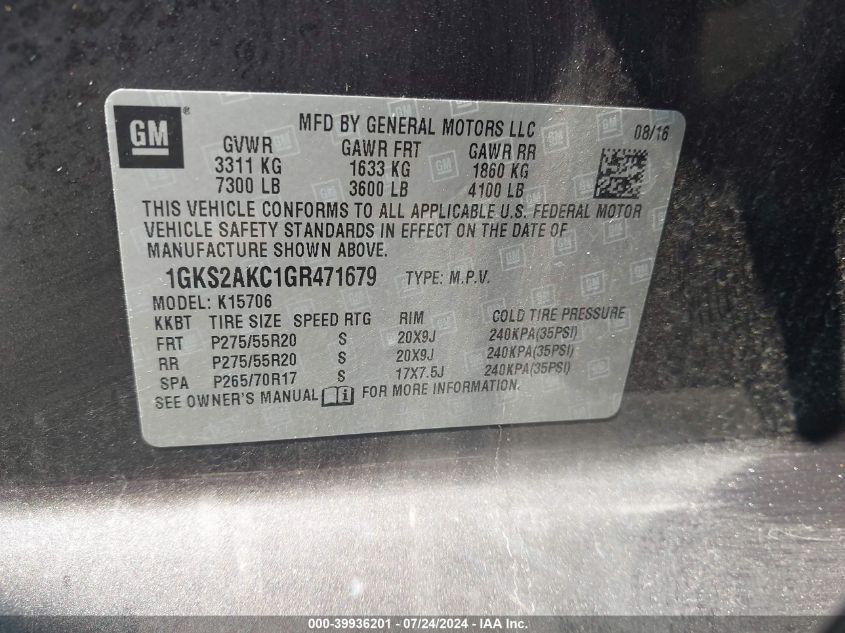 GM ®
MFD BY GENERAL MOTORS LLC 08/16
GVWR GAWR FRT GAWR RR
3311 KG 1633 KG 1860 KG
7300 LB 3600 LB 4100 LB
THIS VEHICLE CONFORMS TO ALL APPLICABLE U.S. FEDERAL MOTOR
VEHICLE SAFETY STANDARDS IN EFFECT ON THE DATE OF
MANUFACTURE SHOWN ABOVE.
1GKS2AKC1GR471679 TYPE: M.P.V.
MODEL: K15706
KKBT TIRE SIZE SPEED RTG RIM COLD TIRE PRESSURE
FRT P275/55R20 S 20X9J 240KPA(35PSI)
RR P275/55R20 S 20X9J 240KPA(35PSI)
SPA P265/70R17 S 17X7.5J 240KPA(35PSI)
SEE OWNER'S MANUAL i FOR MORE INFORMATION.
000-39936201 - 07/24/2024 - IAA Inc.